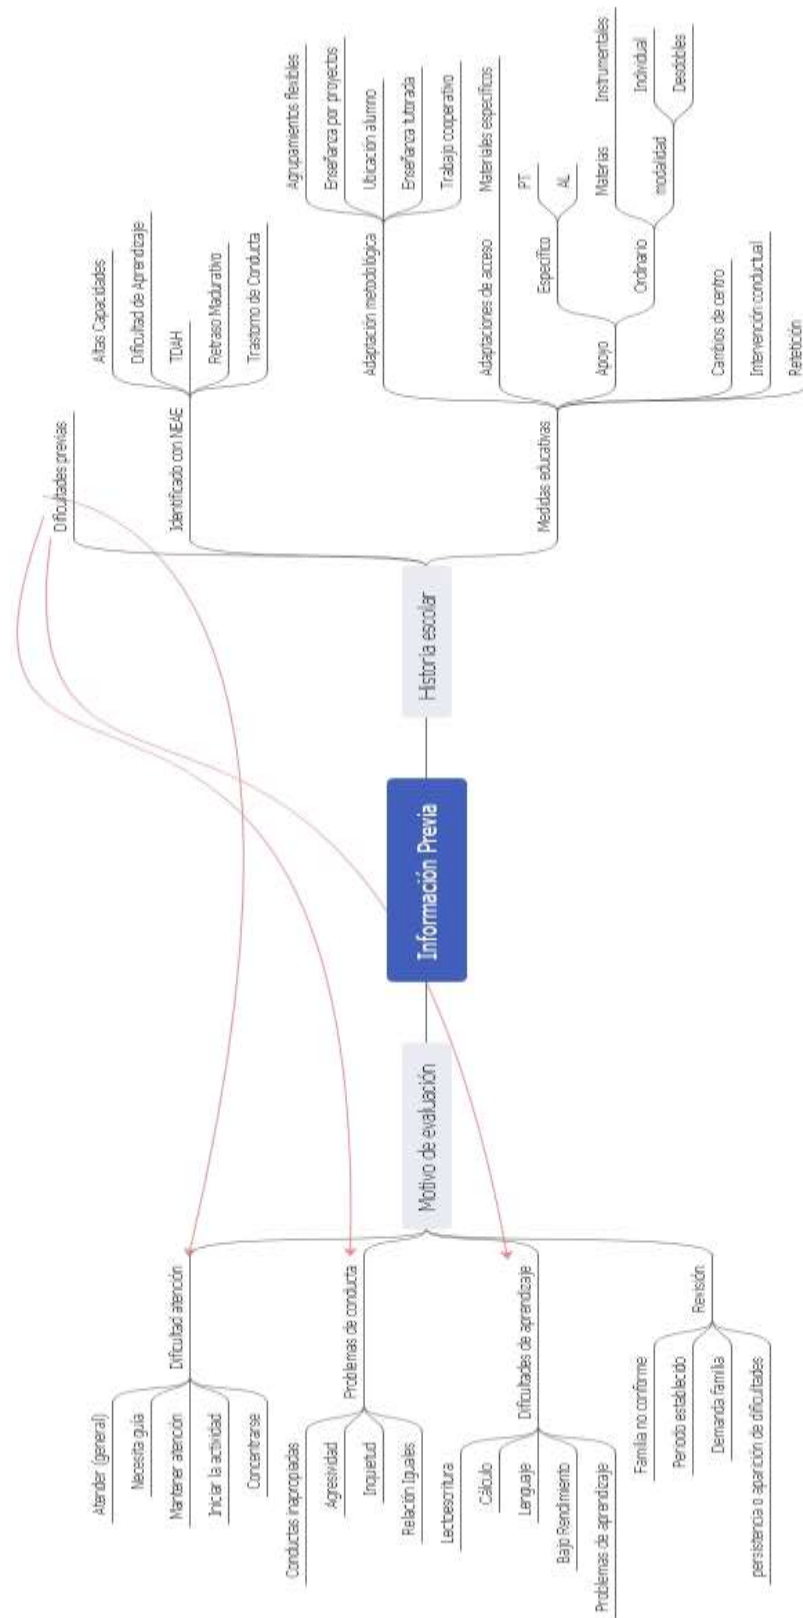 Información Previa
Motivo de evaluación
Dificultad atención
Atender (general)
Necesita guía
Mantener atención
Iniciar la actividad
Concentrarse
Problemas de conducta
Conductas inapropiadas
Agresividad
Inquietud
Relación Iguales
Dificultades de aprendizaje
Lectoescritura
Cálculo
Lenguaje
Bajo Rendimiento
Problemas de aprendizaje
Revisión
Familia no conforme
Periodo establecido
Demanda familia
persistencia o aparición de dificultades
Historia escolar
Dificultades previas
Identificado con NEAE
Altas Capacidades
Dificultad de Aprendizaje
TDAH
Retraso Madurativo
Trastorno de Conducta
Medidas educativas
Adaptación metodológica
Agrupamientos flexibles
Enseñanza por proyectos
Ubicación alumno
Enseñanza tutorada
Trabajo cooperativo
Adaptaciones de acceso
Materiales específicos
Apoyo
Específico
PT
AL
Ordinario
Materias
Instrumentales
modalidad
Individual
Desdobles
Cambios de centro
Intervención conductual
Retetición